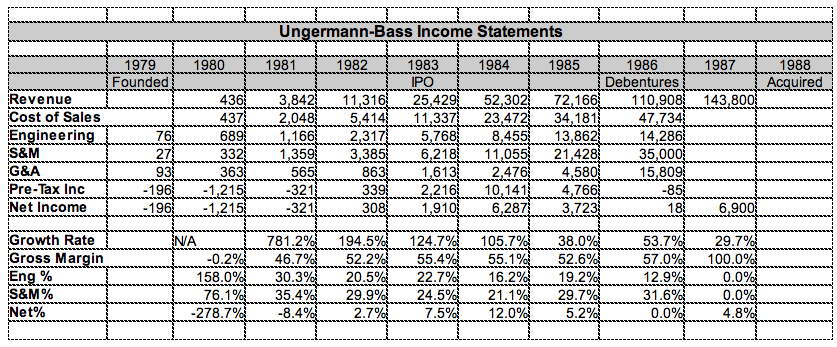 Ungermann-Bass Income Statements
1979 1980 1981 1982 1983 1984 1985 1986 1987 1988
Founded IPO Debentures Acquired
Revenue 436 3,842 11,316 25,429 52,302 72,166 110,908 143,800
Cost of Sales 437 2,048 5,414 11,337 23,472 34,181 47,734
Engineering 76 689 1,166 2,317 5,768 8,455 13,862 14,286
S&M 27 332 1,359 3,385 6,218 11,055 21,428 35,000
G&A 93 363 565 863 1,613 2,476 4,580 15,809
Pre-Tax Inc -196 -1,215 -321 339 2,216 10,141 4,766 -85
Net Income -196 -1,215 -321 308 1,910 6,287 3,723 18 6,900
Growth Rate N/A 781.2% 194.5% 124.7% 105.7% 38.0% 53.7% 29.7%
Gross Margin -0.2% 46.7% 52.2% 55.4% 55.1% 52.6% 57.0% 100.0%
Eng % 158.0% 30.3% 20.5% 22.7% 16.2% 19.2% 12.9% 0.0%
S&M% 76.1% 35.4% 29.9% 24.5% 21.1% 29.7% 31.6% 0.0%
Net% -278.7% -8.4% 2.7% 7.5% 12.0% 5.2% 0.0% 4.8%